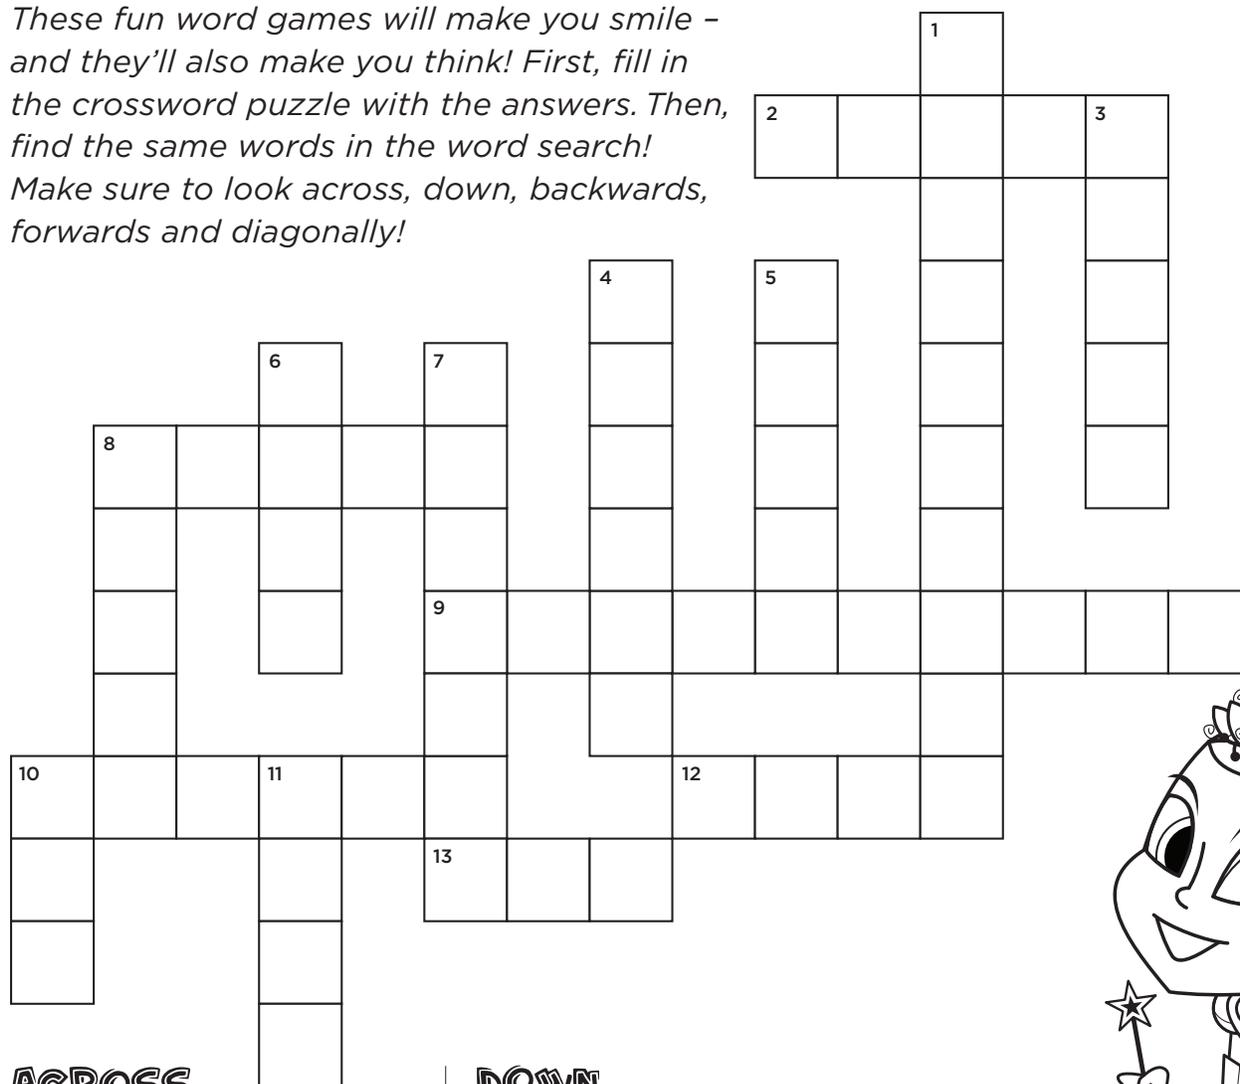 These fun word games will make you smile –
and they’ll also make you think! First, fill in
the crossword puzzle with the answers. Then,
find the same words in the word search!
Make sure to look across, down, backwards,
forwards and diagonally!
1
2 3
4 5
6 7
8
9
10 11 12
13
ACROSS DOWN